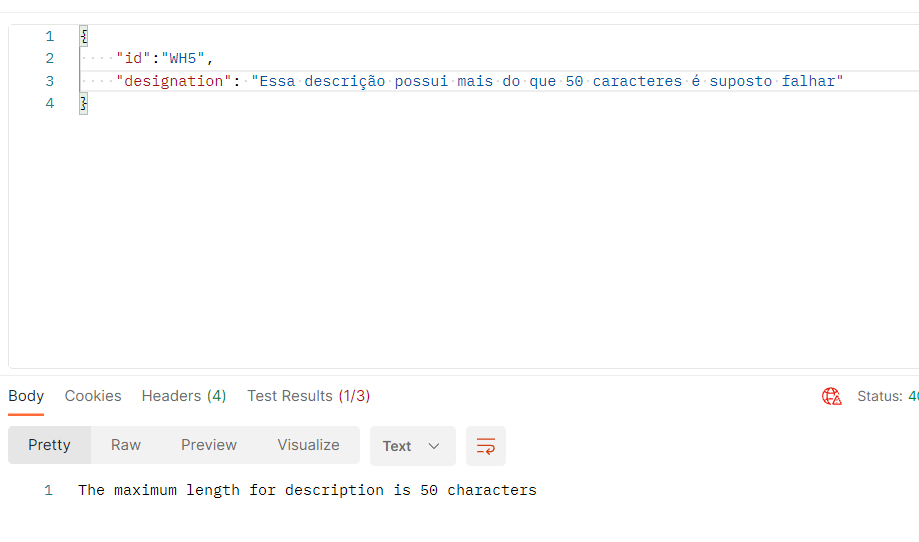 1 {
2 "id":"WH5",
3 "designation": "Essa descrição possui mais do que 50 caracteres é suposto falhar"
4 }
Body Cookies Headers (4) Test Results (1/3) Status: 40
Pretty Raw Preview Visualize Text
1 The maximum length for description is 50 characters